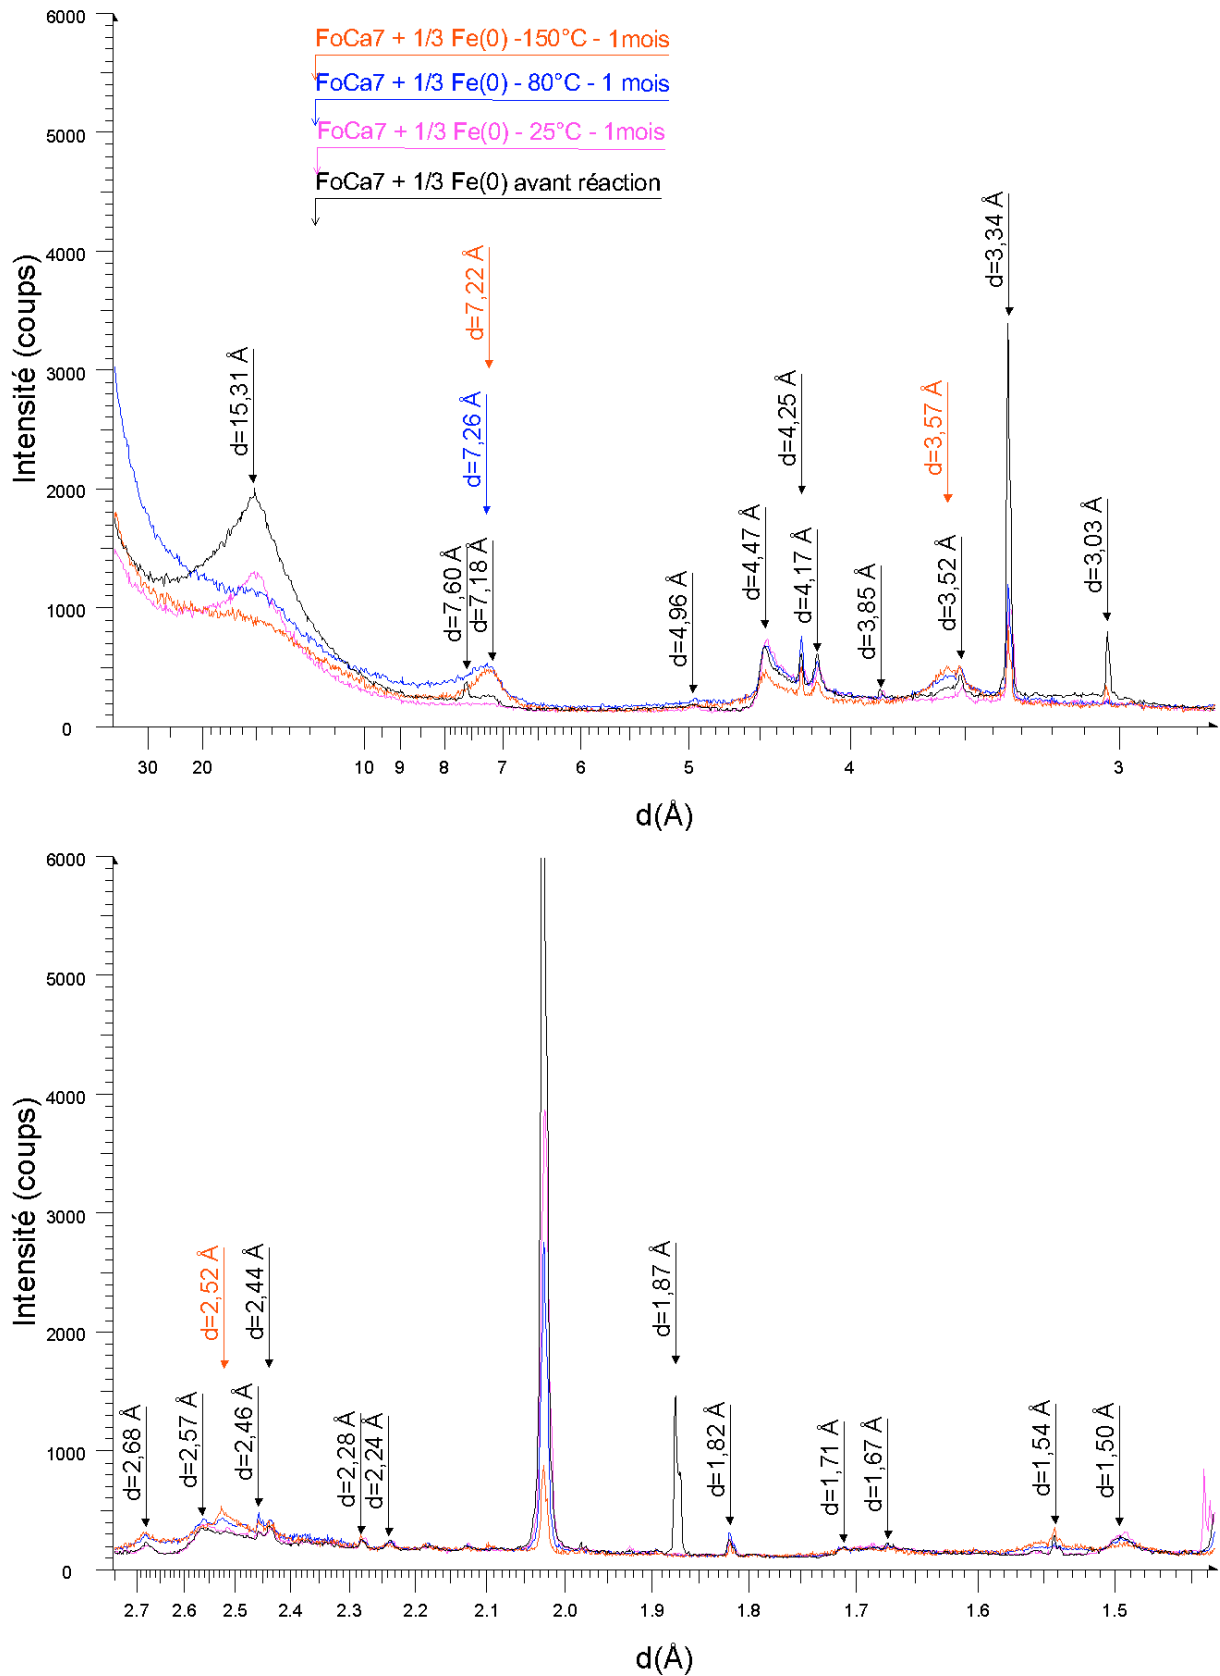 6000
FoCa7 + 1/3 Fe(0) -150°C - 1mois
FoCa7 + 1/3 Fe(0) - 80°C - 1 mois
FoCa7 + 1/3 Fe(0) - 25°C - 1mois
FoCa7 + 1/3 Fe(0) avant réaction
5000
4000
3000
2000
1000
0
Intensité (coups)
d=15,31 Å
d=7,60 Å
d=7,22 Å
d=7,26 Å
d=7,18 Å
d=4,96 Å
d=4,47 Å
d=4,25 Å
d=4,17 Å
d=3,85 Å
d=3,57 Å
d=3,52 Å
d=3,34 Å
d=3,03 Å
30 20 10 9 8 7 6 5 4 3
d(Å)
6000
5000
4000
3000
2000
1000
0
Intensité (coups)
d=2,68 Å
d=2,57 Å
d=2,52 Å
d=2,46 Å
d=2,44 Å
d=2,28 Å
d=2,24 Å
d=1,87 Å
d=1,82 Å
d=1,71 Å
d=1,67 Å
d=1,54 Å
d=1,50 Å
2.7 2.6 2.5 2.4 2.3 2.2 2.1 2.0 1.9 1.8 1.7 1.6 1.5
d(Å)